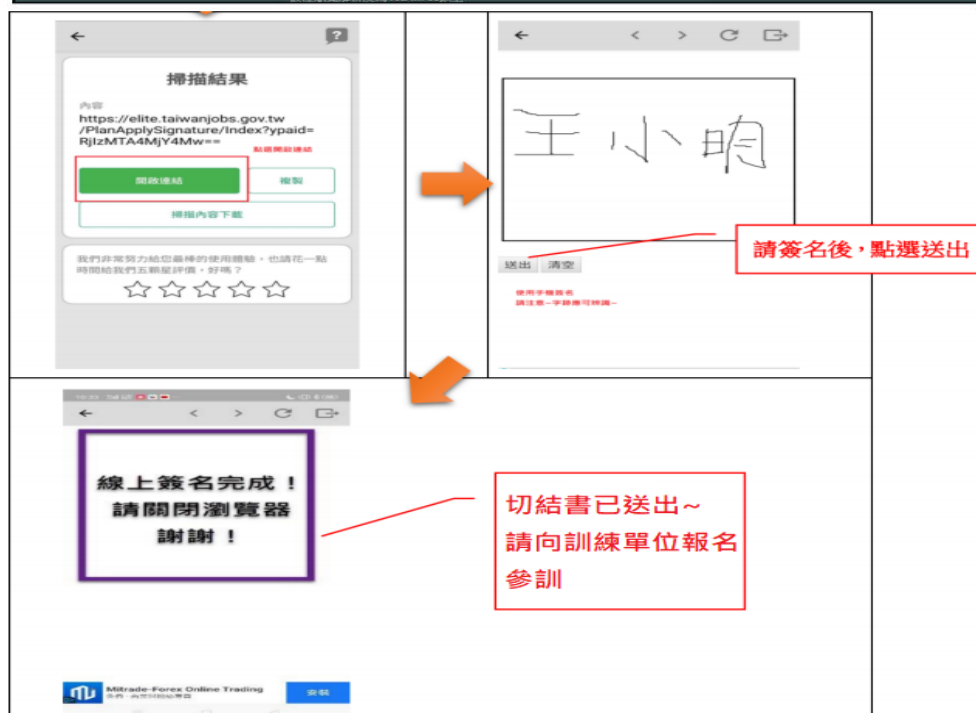 掃描結果
內容
https://elite.taiwanjobs.gov.tw
/PlanApplySignature/Index?ypaid=
RjIzMTA4MjY4Mw==
點選開啟連結
開啟連結
複製
掃描內容下載
我們非常努力給您最棒的使用體驗，也請花一點
時間給我們五顆星評價，好嗎？
王小明
請簽名後，點選送出
送出
清空
使用手機簽名
請注意~字跡應可辨識~
線上簽名完成！
請關閉瀏覽器
謝謝！
切結書已送出~
請向訓練單位報名
參訓
Mitrade-Forex Online Trading
安裝